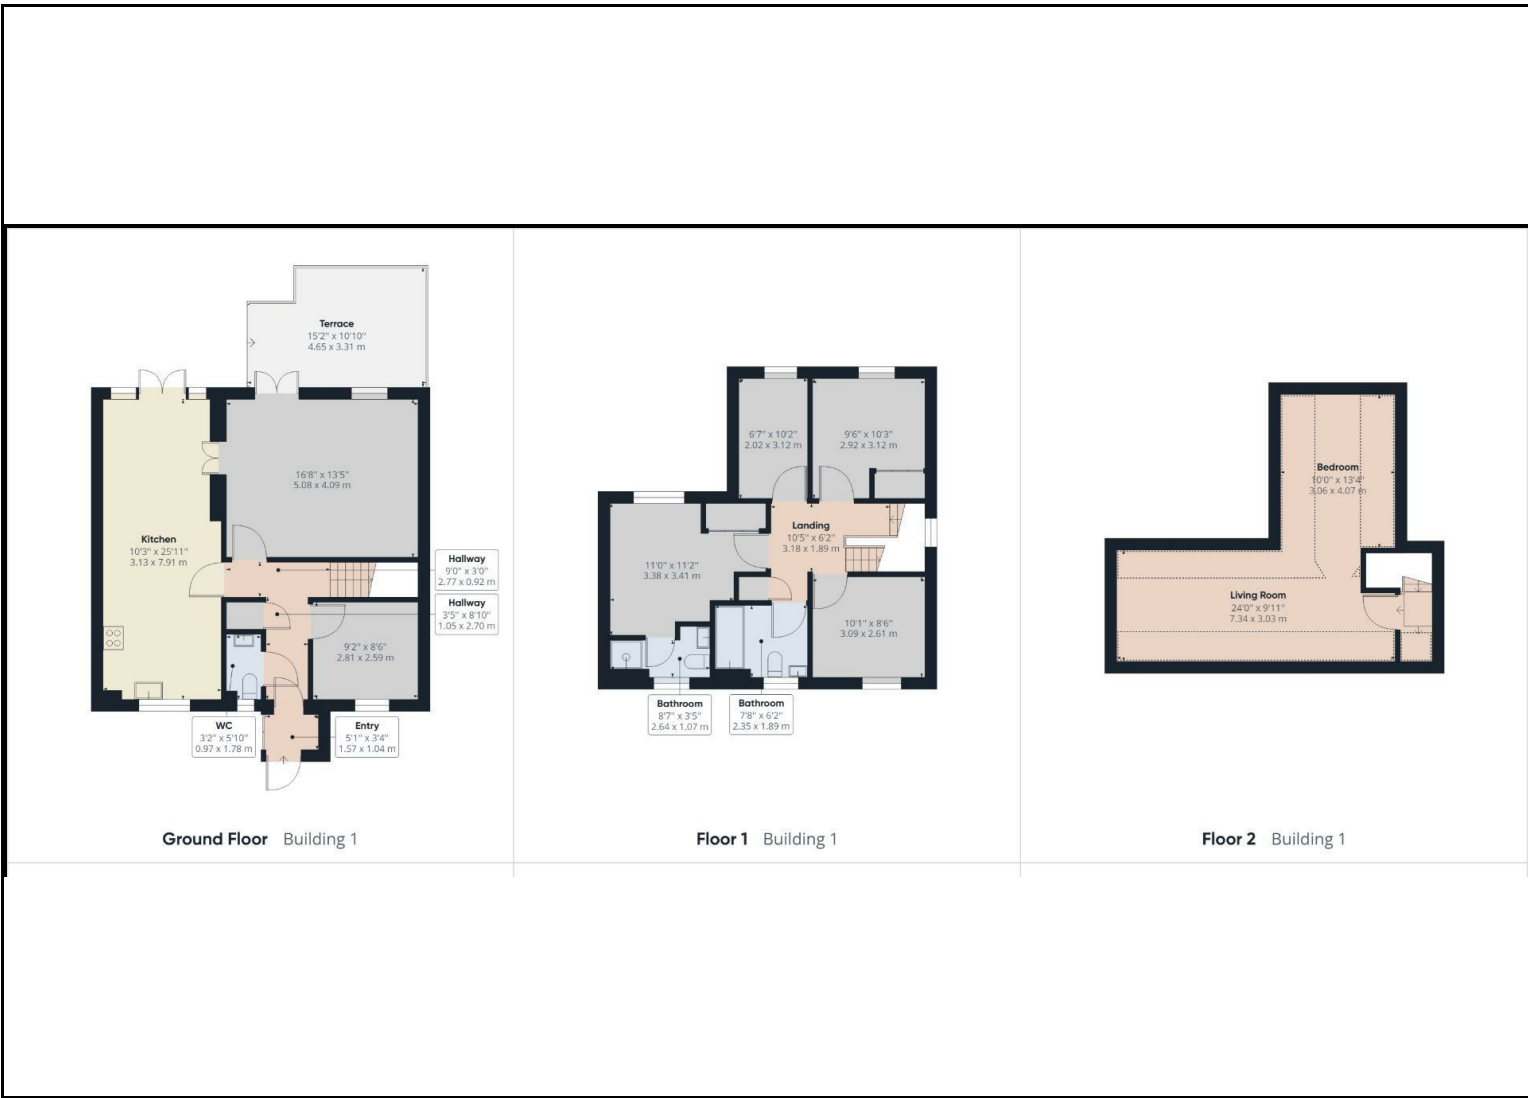 Terrace
15'2" x 10'10"
4.65 x 3.31 m
16'8" x 13'5"
5.08 x 4.09 m
Kitchen
10'3" x 25'11"
3.13 x 7.91 m
Hallway
9'0" x 3'0"
2.77 x 0.92 m
Hallway
3'5" x 8'10"
1.05 x 2.70 m
9'2" x 8'6"
2.81 x 2.59 m
WC
3'2" x 5'10"
0.97 x 1.78 m
Entry
5'1" x 3'4"
1.57 x 1.04 m
Ground Floor Building 1
6'7" x 10'2"
2.02 x 3.12 m
9'6" x 10'3"
2.92 x 3.12 m
Landing
10'5" x 6'2"
3.18 x 1.89 m
11'0" x 11'2"
3.38 x 3.41 m
10'1" x 8'6"
3.09 x 2.61 m
Bathroom
8'7" x 3'5"
2.64 x 1.07 m
Bathroom
7'8" x 6'2"
2.35 x 1.89 m
Floor 1 Building 1
Bedroom
10'0" x 13'4"
3.06 x 4.07 m
Living Room
24'0" x 9'11"
7.34 x 3.03 m
Floor 2 Building 1